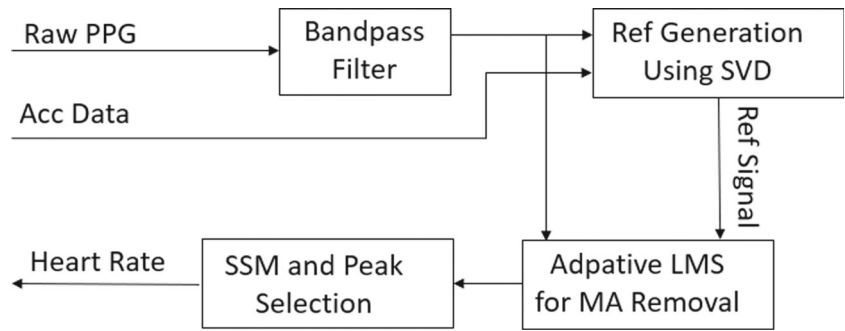 Raw PPG
Bandpass
Filter
Ref Generation
Using SVD
Acc Data
Ref Signal
Heart Rate
SSM and Peak
Selection
Adpative LMS
for MA Removal